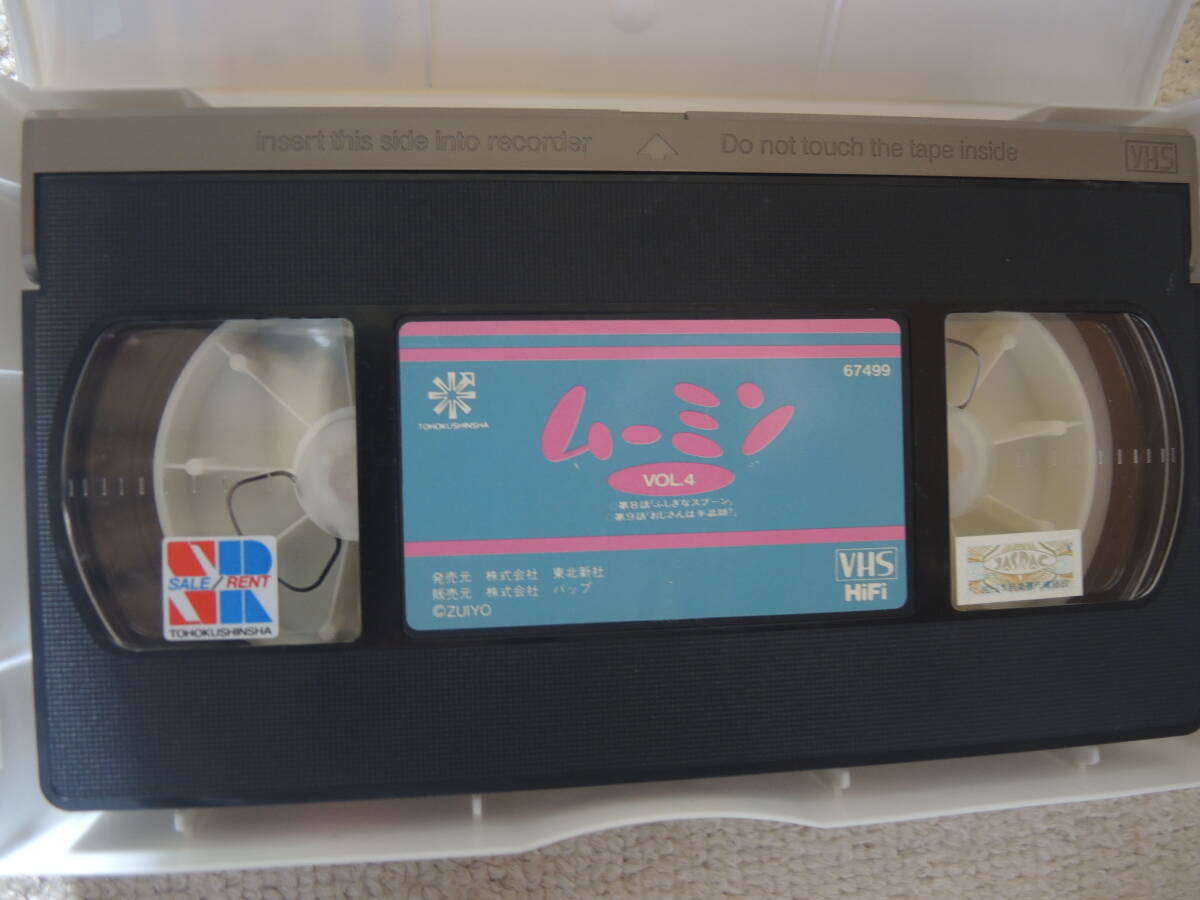 Insert this side into recorder
Do not touch the tape inside
VHS
TOHOKUSHINSHA
67499
ムーミン
VOL.4
第8話「ふしぎなスプーン」
第9話「おじさんは手品師?」
発売元 株式会社 東北新社
販売元 株式会社 バップ
©ZUIYO
VHS
HiFi
SALE/RENT
TOHOKUSHINSHA
JASRAC